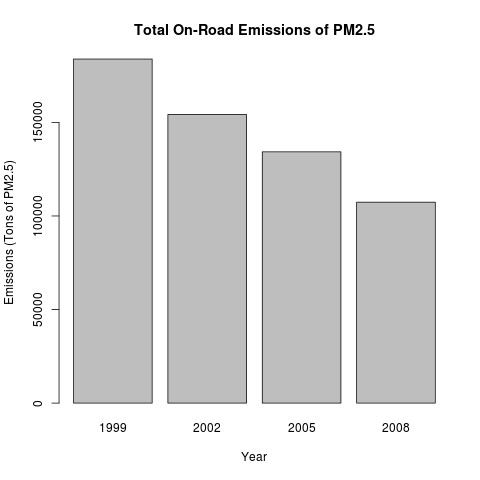 Total On-Road Emissions of PM2.5
Emissions (Tons of PM2.5)
150000
100000
50000
0
1999 2002 2005 2008
Year